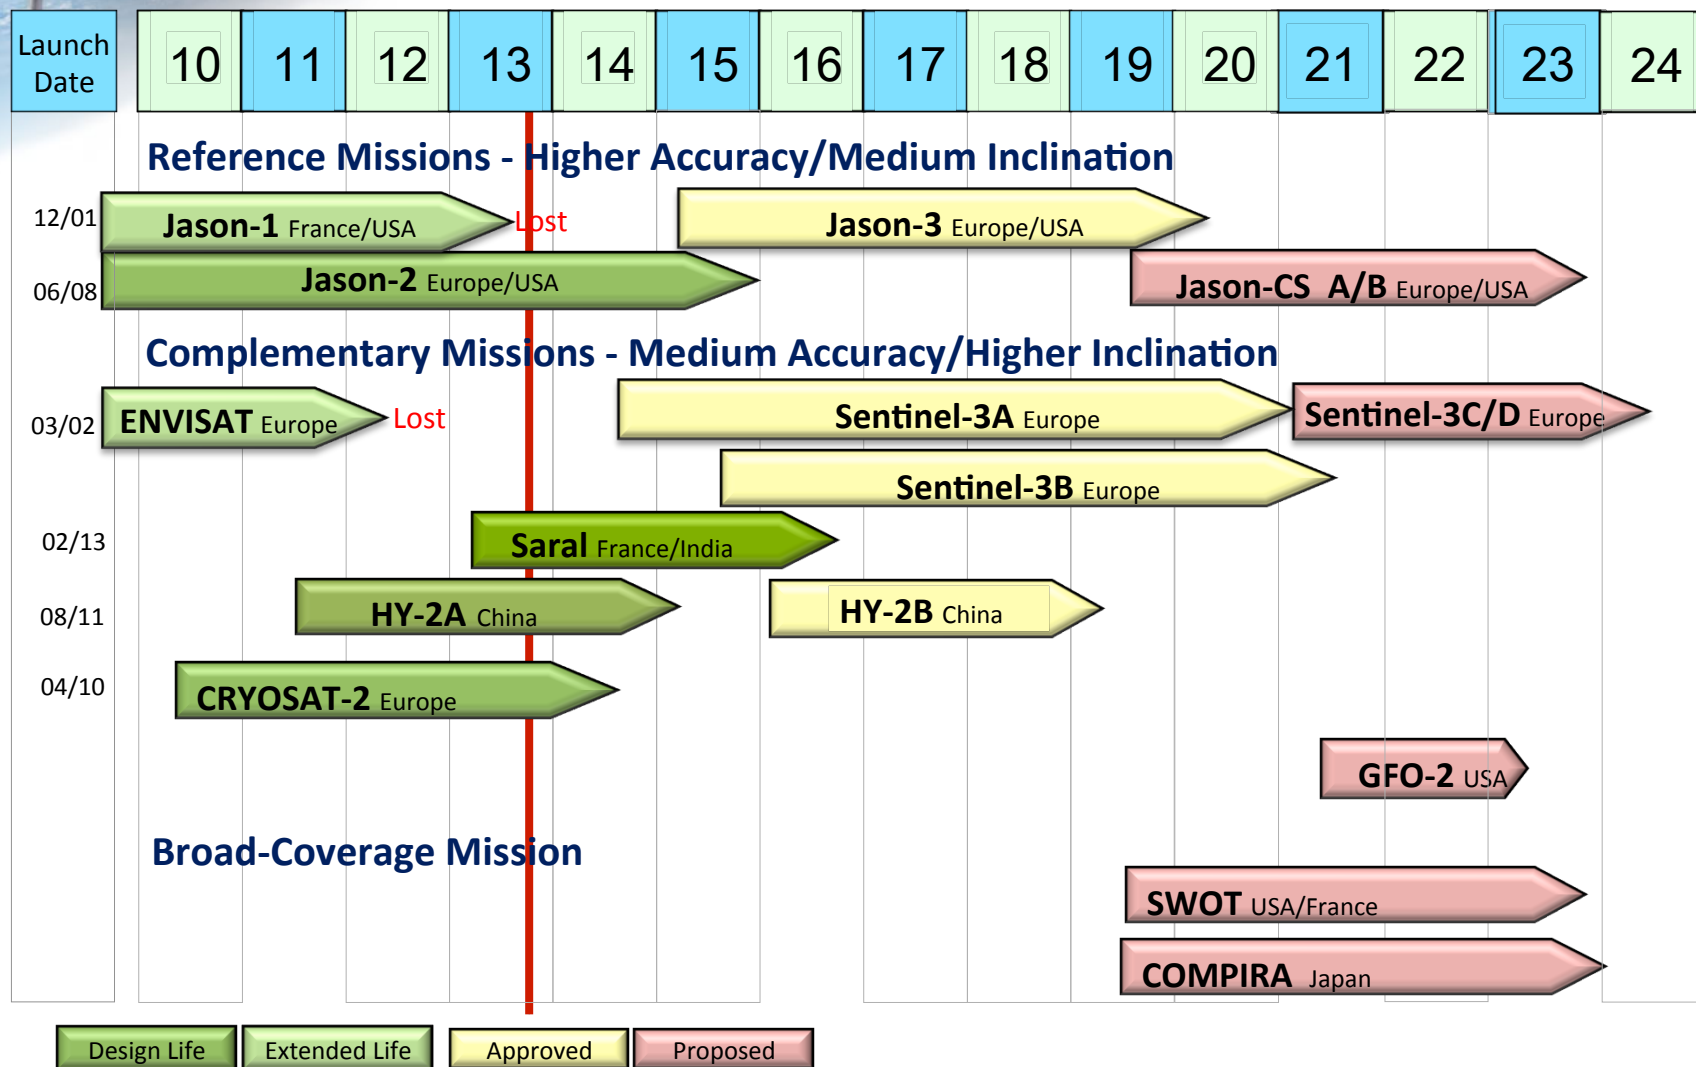 Launch Date 10 11 12 13 14 15 16 17 18 19 20 21 22 23 24
Reference Missions - Higher Accuracy/Medium Inclination
12/01 Jason-1 France/USA Lost Jason-3 Europe/USA
06/08 Jason-2 Europe/USA Jason-CS A/B Europe/USA
Complementary Missions - Medium Accuracy/Higher Inclination
03/02 ENVISAT Europe Lost Sentinel-3A Europe Sentinel-3C/D Europe
Sentinel-3B Europe
02/13 Saral France/India
08/11 HY-2A China HY-2B China
04/10 CRYOSAT-2 Europe
GFO-2 USA
Broad-Coverage Mission
SWOT USA/France
COMPIRA Japan
Design Life Extended Life Approved Proposed